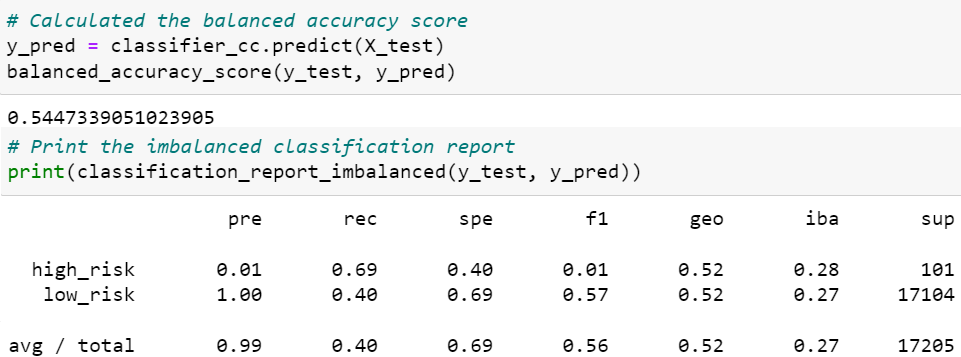 # Calculated the balanced accuracy score
y_pred = classifier_cc.predict(X_test)
balanced_accuracy_score(y_test, y_pred)
0.5447339051023905
# Print the imbalanced classification report
print(classification_report_imbalanced(y_test, y_pred))
pre rec spe f1 geo iba sup
high_risk 0.01 0.69 0.40 0.01 0.52 0.28 101
low_risk 1.00 0.40 0.69 0.57 0.52 0.27 17104
avg / total 0.99 0.40 0.69 0.56 0.52 0.27 17205